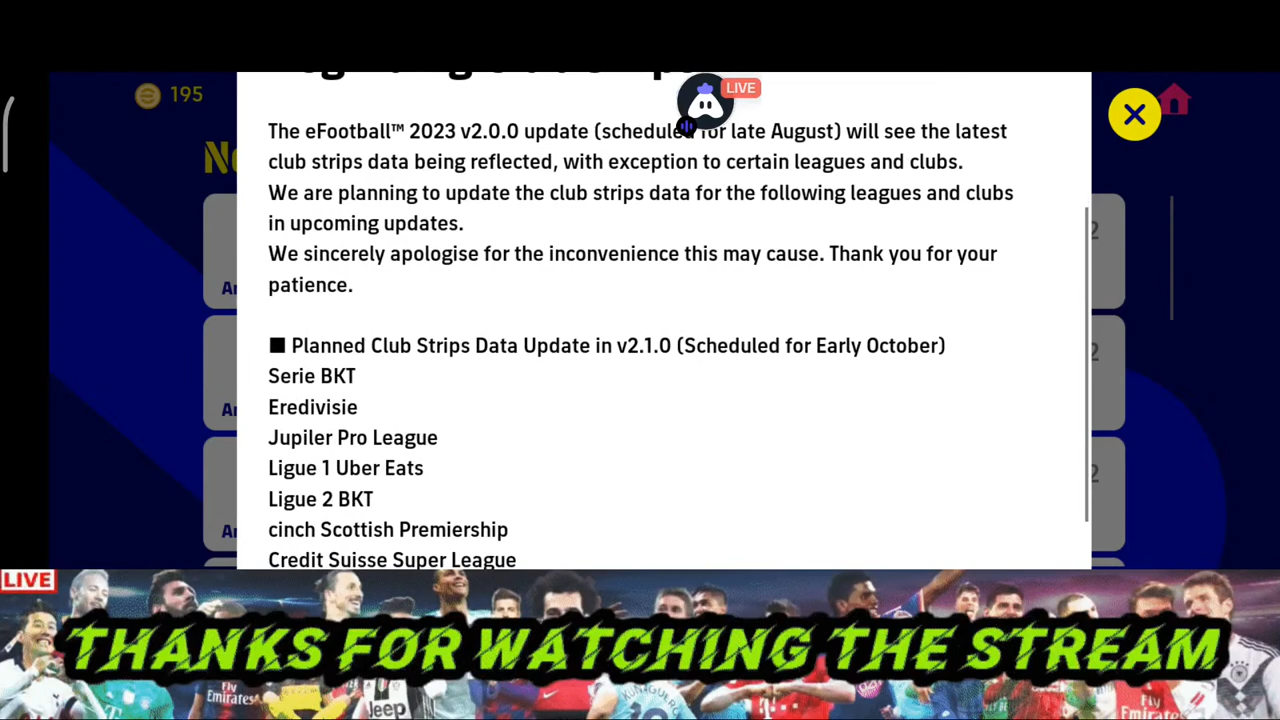 195
LIVE
The eFootball™ 2023 v2.0.0 update (scheduled for late August) will see the latest
club strips data being reflected, with exception to certain leagues and clubs.
We are planning to update the club strips data for the following leagues and clubs
in upcoming updates.
We sincerely apologise for the inconvenience this may cause. Thank you for your
patience.
■ Planned Club Strips Data Update in v2.1.0 (Scheduled for Early October)
Serie BKT
Eredivisie
Jupiler Pro League
Ligue 1 Uber Eats
Ligue 2 BKT
cinch Scottish Premiership
Credit Suisse Super League
LIVE
THANKS FOR WATCHING THE STREAM
Fly
Emirates
Jeep
Fly
Emirates